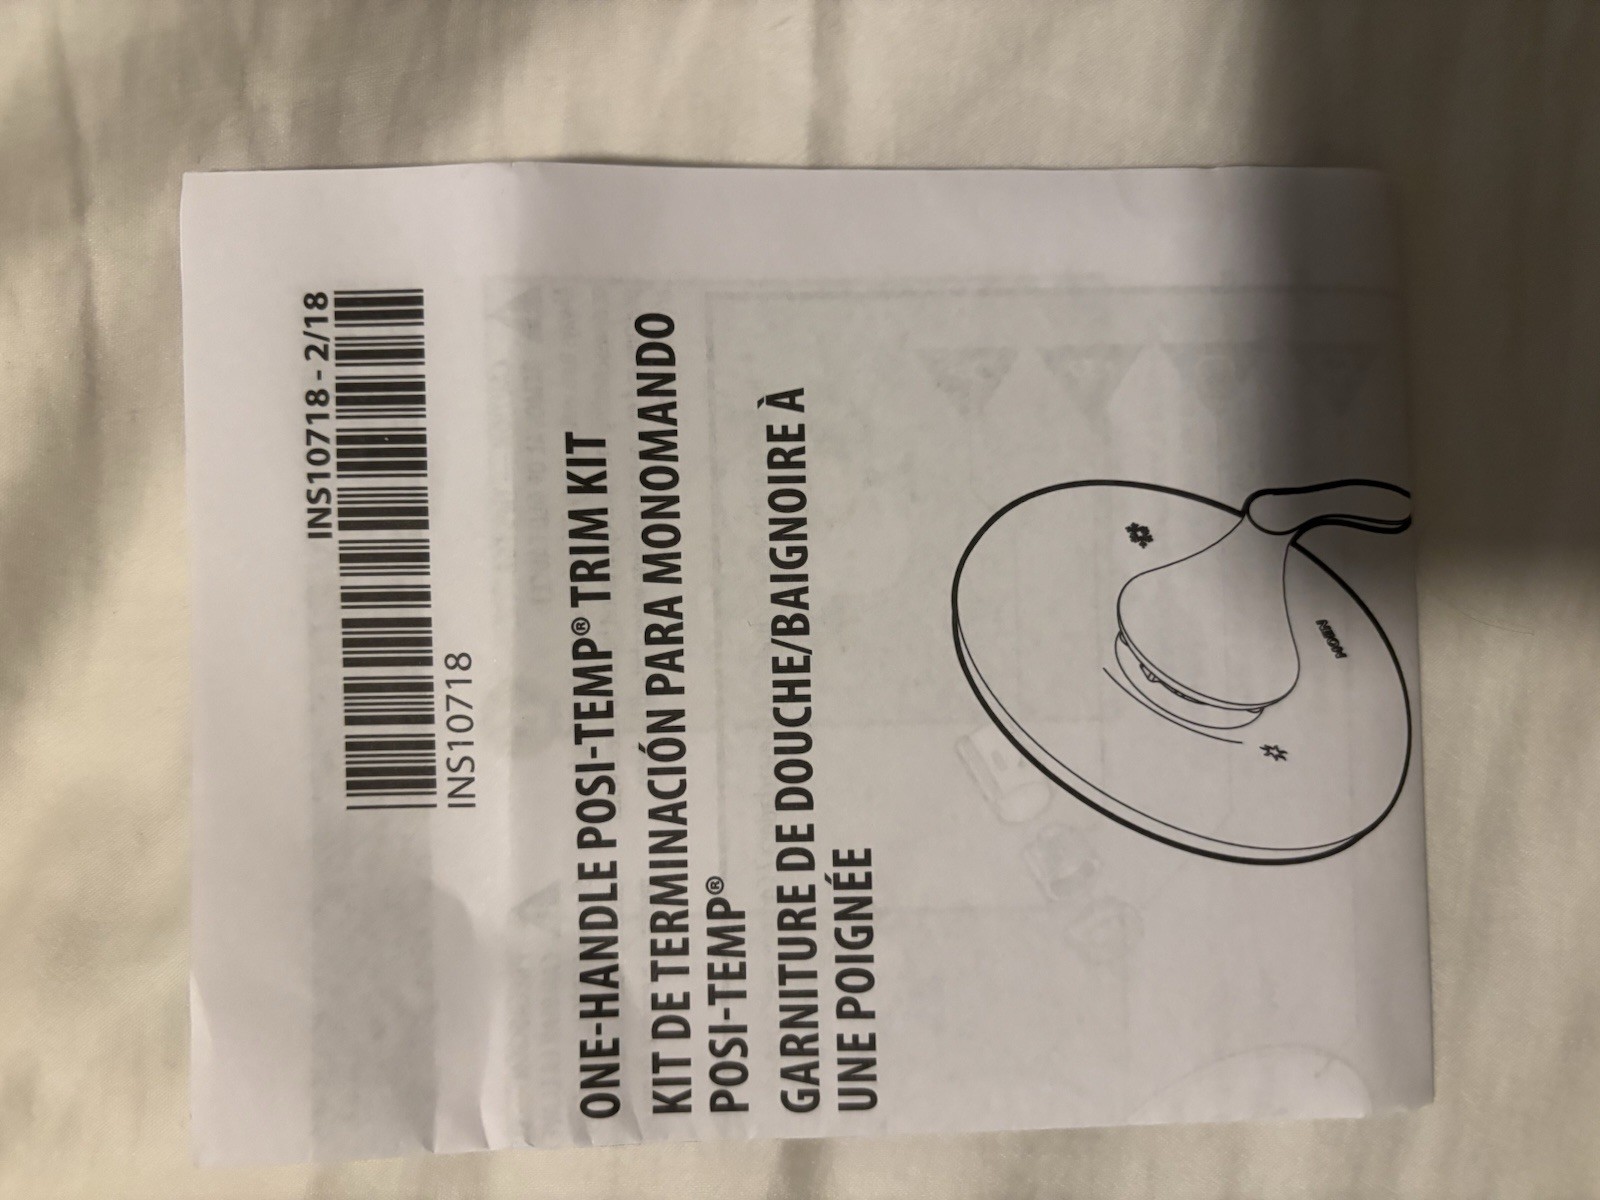 INS10718 - 2/18
INS10718
ONE-HANDLE POSI-TEMP® TRIM KIT
KIT DE TERMINACIÓN PARA MONOMANDO
POSI-TEMP®
GARNITURE DE DOUCHE/BAIGNOIRE À
UNE POIGNÉE
MOEN